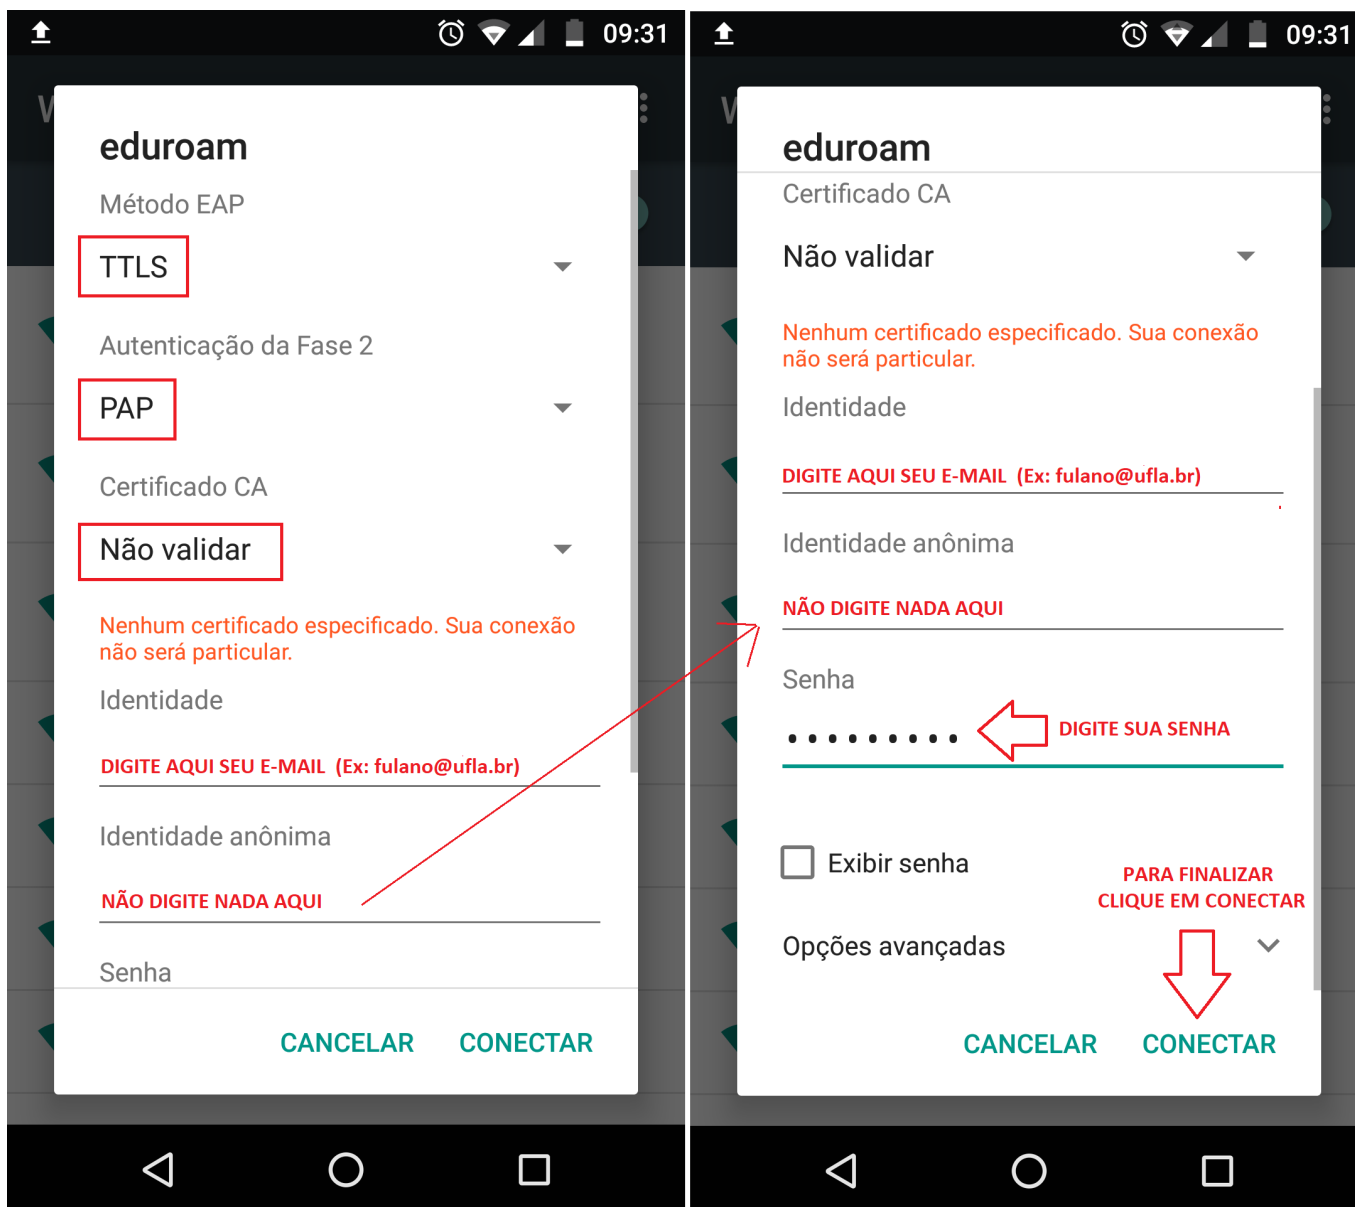 09:31
W
eduroam
Método EAP
TTLS
Autenticação da Fase 2
PAP
Certificado CA
Não validar
Nenhum certificado especificado. Sua conexão
não será particular.
Identidade
DIGITE AQUI SEU E-MAIL (Ex: fulano@ufla.br)
Identidade anônima
NÃO DIGITE NADA AQUI
Senha
CANCELAR CONECTAR
09:31
W
eduroam
Certificado CA
Não validar
Nenhum certificado especificado. Sua conexão
não será particular.
Identidade
DIGITE AQUI SEU E-MAIL (Ex: fulano@ufla.br)
Identidade anônima
NÃO DIGITE NADA AQUI
Senha
• • • • • • • • • DIGITE SUA SENHA
Exibir senha
PARA FINALIZAR
CLIQUE EM CONECTAR
Opções avançadas
CANCELAR CONECTAR